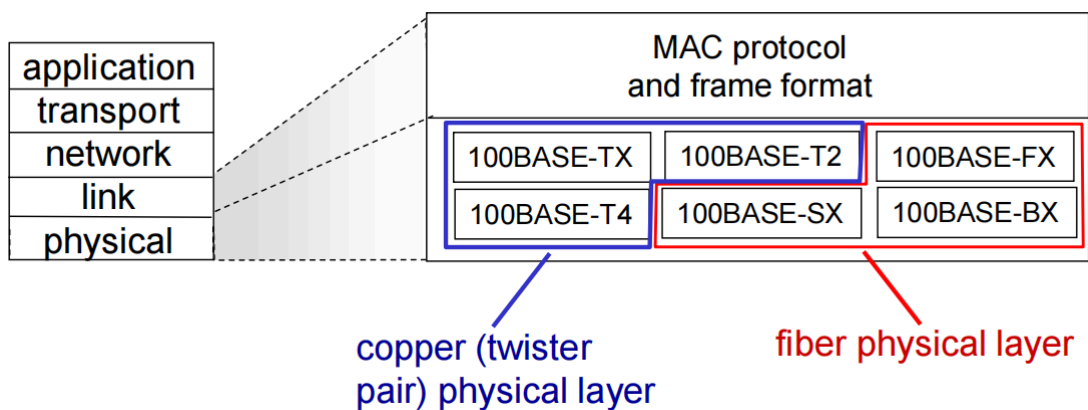 application
transport
network
link
physical
MAC protocol
and frame format
100BASE-TX
100BASE-T2
100BASE-FX
100BASE-T4
100BASE-SX
100BASE-BX
copper (twister
pair) physical layer
fiber physical layer